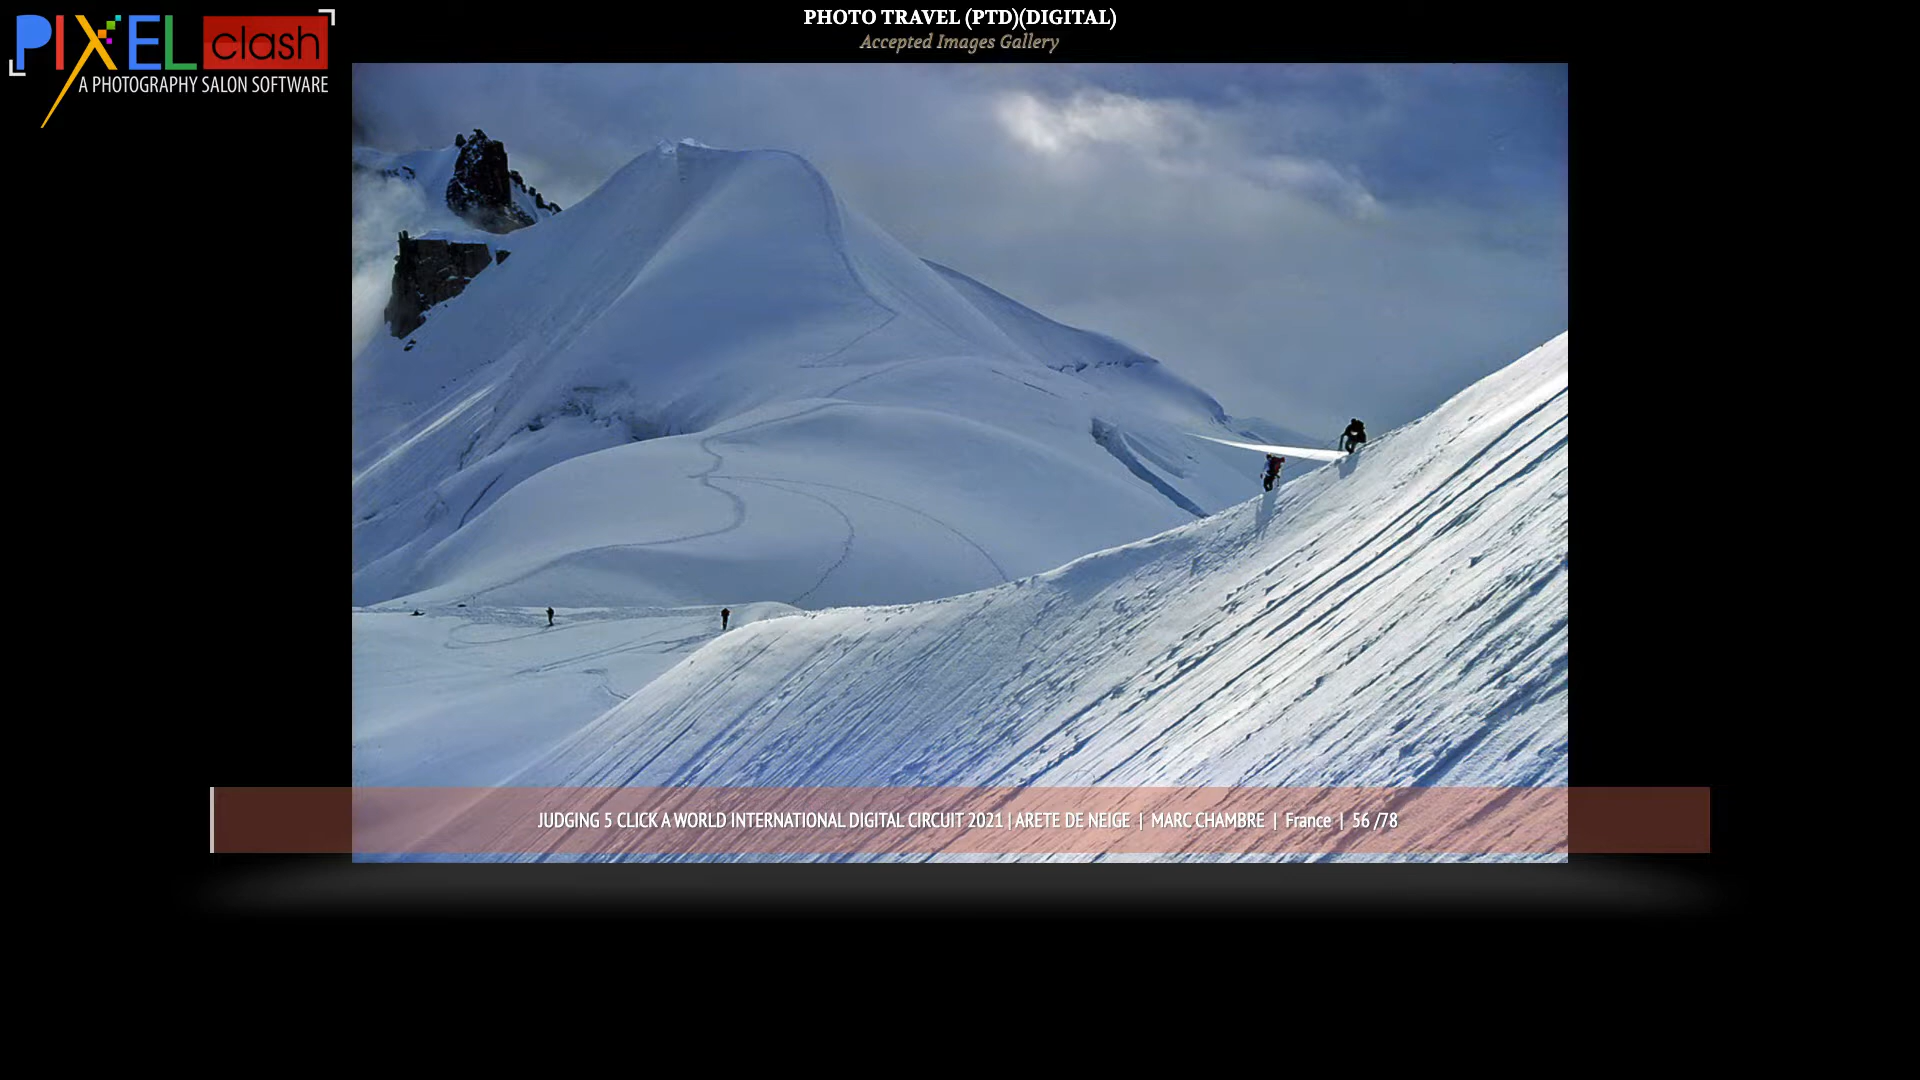 PIXEL clash
A PHOTOGRAPHY SALON SOFTWARE
PHOTO TRAVEL (PTD)(DIGITAL)
Accepted Images Gallery
JUDGING 5 CLICK A WORLD INTERNATIONAL DIGITAL CIRCUIT 2021 | ARETE DE NEIGE | MARC CHAMBRE | France | 56 /78